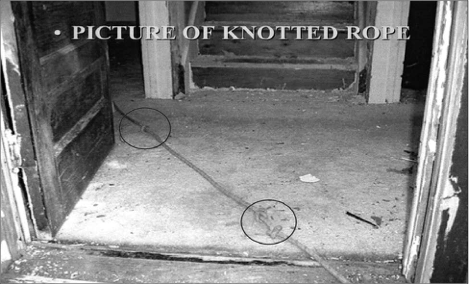 • PICTURE OF KNOTTED ROPE